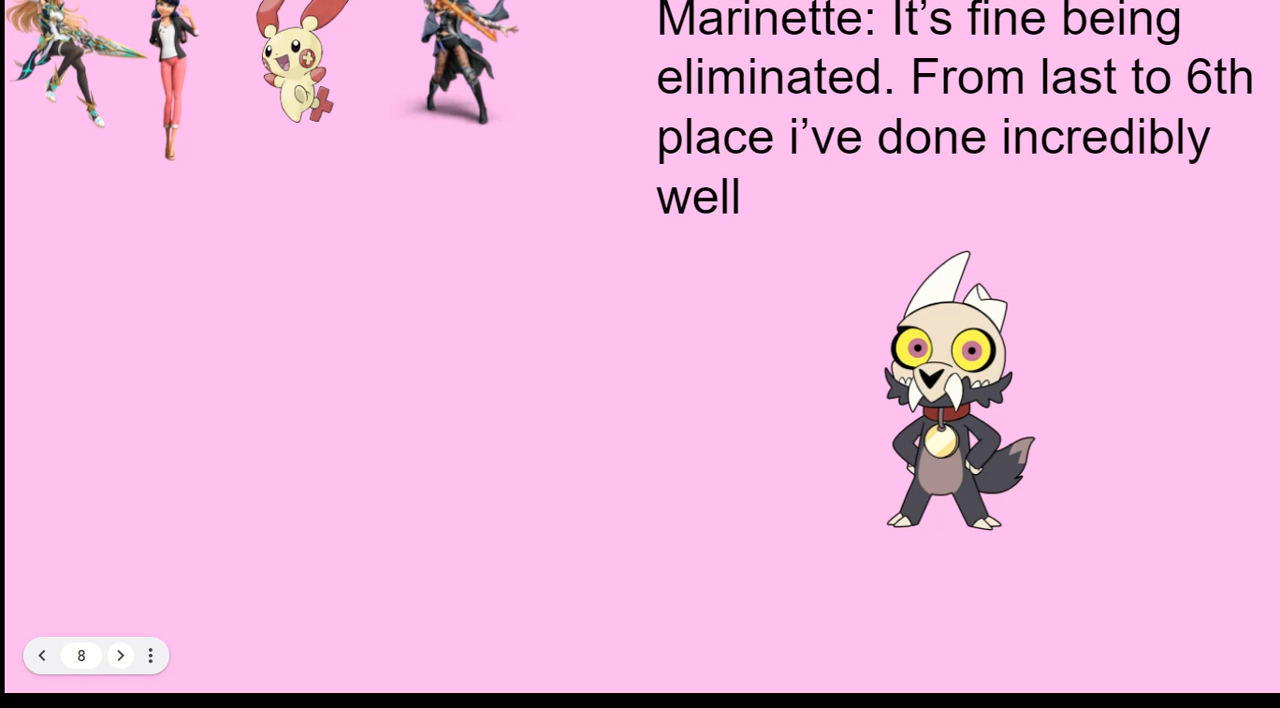 Marinette: It’s fine being
eliminated. From last to 6th
place i’ve done incredibly
well
8